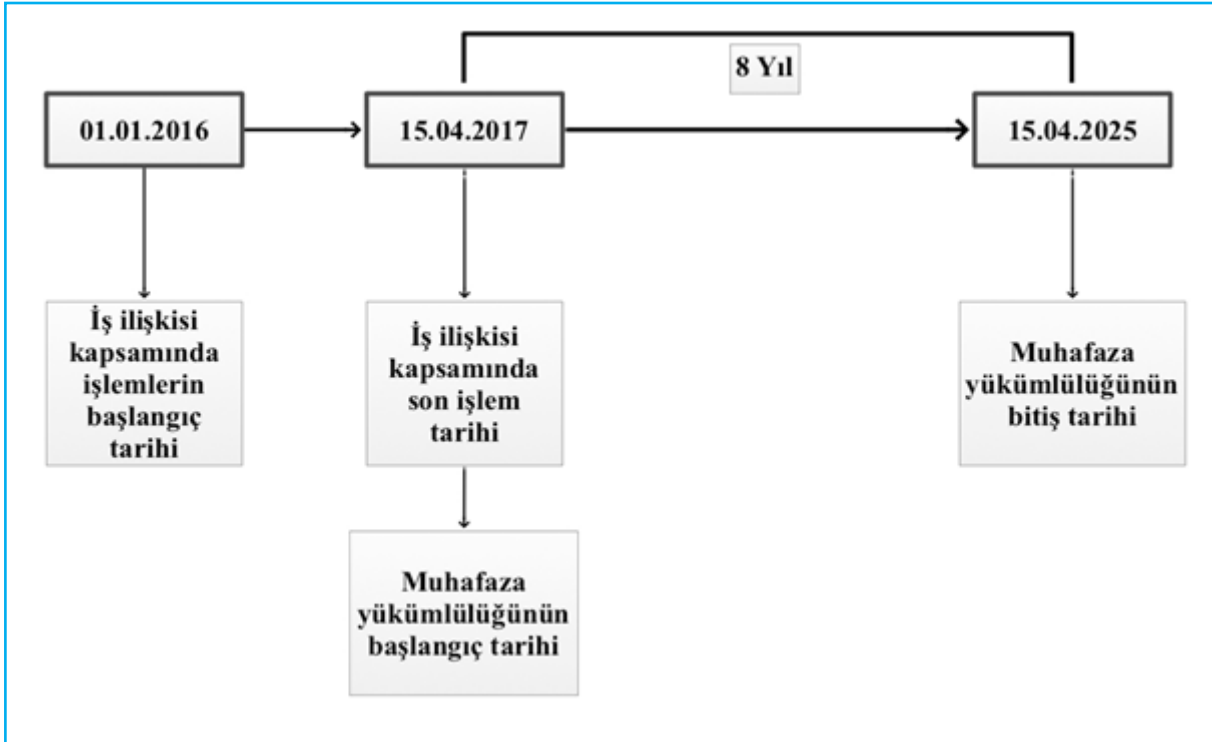 8 Yıl
01.01.2016
15.04.2017
15.04.2025
İş ilişkisi
kapsamında
işlemlerin
başlangıç
tarihi
İş ilişkisi
kapsamında
son işlem
tarihi
Muhafaza
yükümlülüğünün
bitiş tarihi
Muhafaza
yükümlülüğünün
başlangıç tarihi